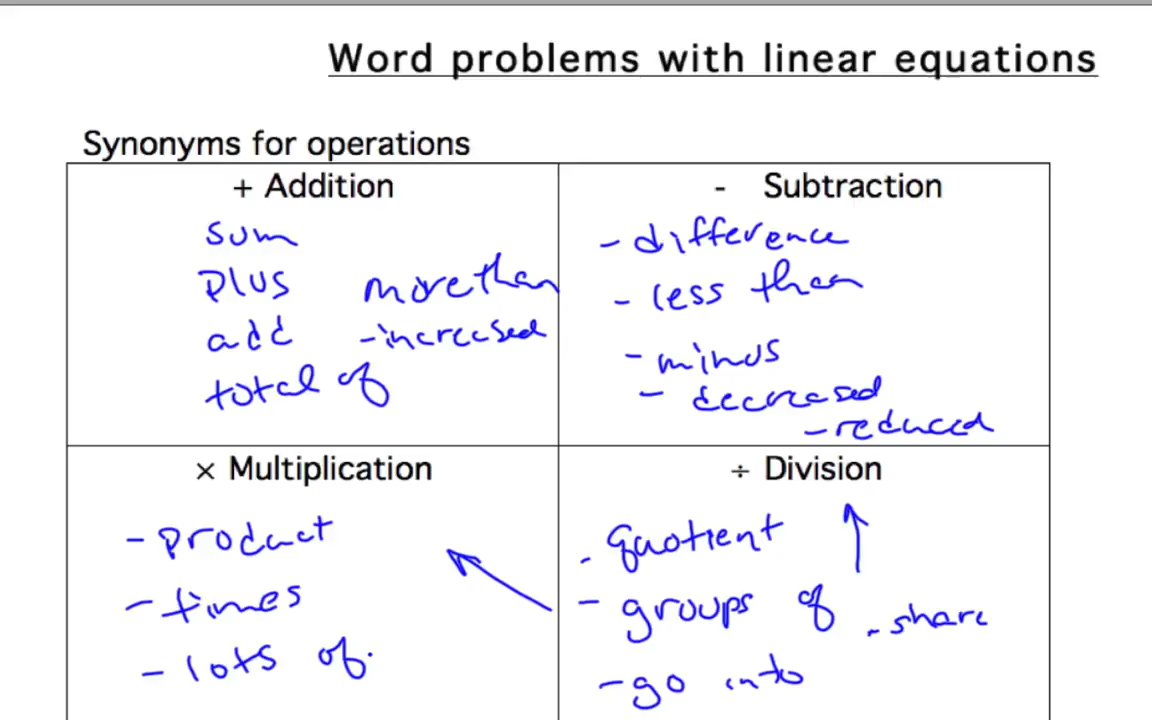 Word problems with linear equations
Synonyms for operations
+ Addition
sum
plus more than
add -increased
total of
- Subtraction
- difference
- less than
- minus
- decreased
- reduced
× Multiplication
- product
- times
- lots of.
÷ Division
- quotient
- groups of
- share
- go into